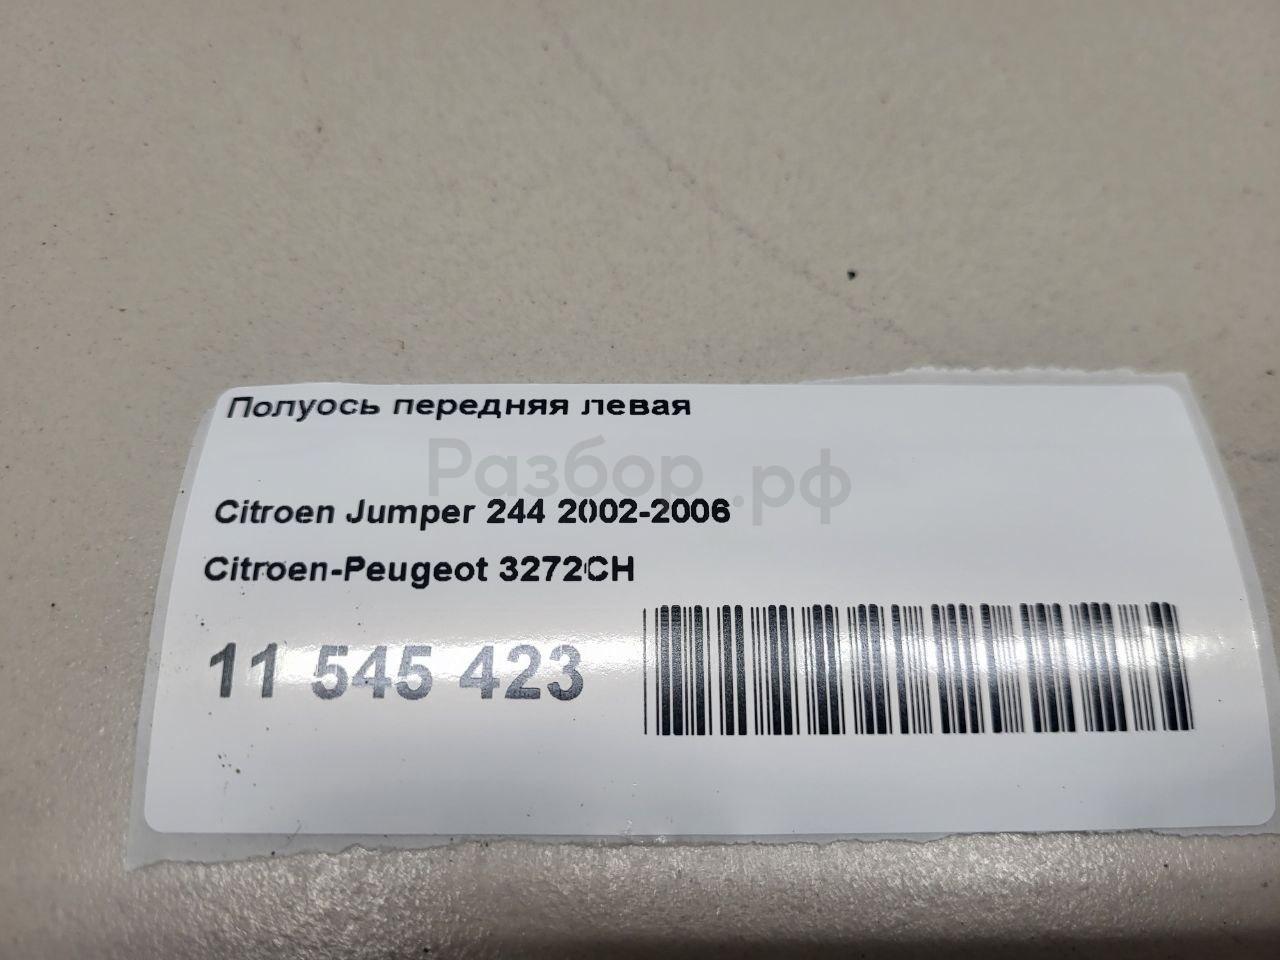 Полуось передняя левая
Разбор.рф
Citroen Jumper 244 2002-2006
Citroen-Peugeot 3272CH
11 545 423